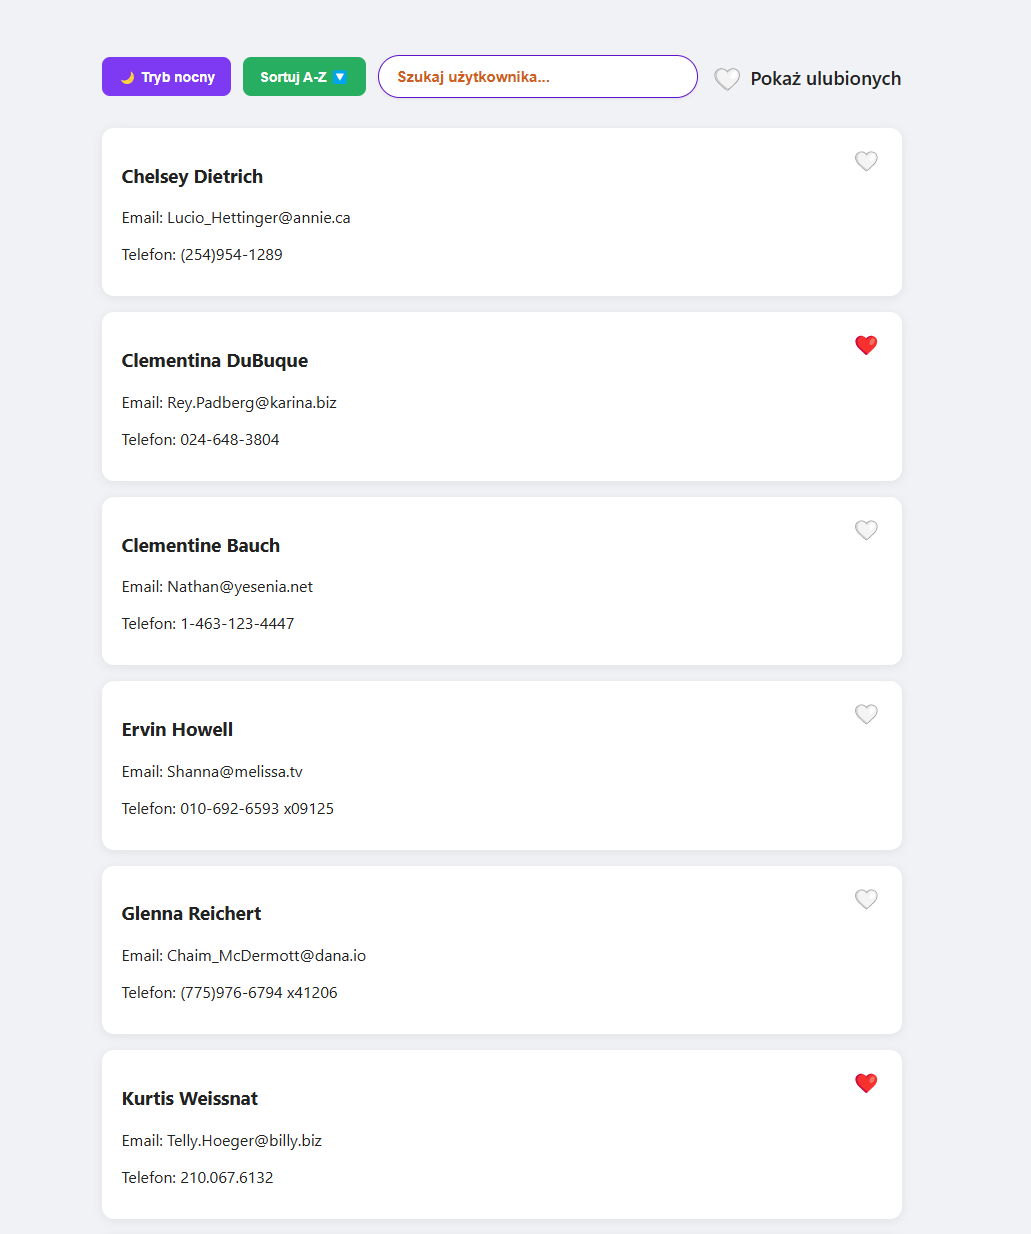 Tryb nocny
Sortuj A-Z
Szukaj użytkownika...
Pokaż ulubionych
Chelsey Dietrich
Email: Lucio_Hettinger@annie.ca
Telefon: (254)954-1289
Clementina DuBuque
Email: Rey.Padberg@karina.biz
Telefon: 024-648-3804
Clementine Bauch
Email: Nathan@yesenia.net
Telefon: 1-463-123-4447
Ervin Howell
Email: Shanna@melissa.tv
Telefon: 010-692-6593 x09125
Glenna Reichert
Email: Chaim_McDermott@dana.io
Telefon: (775)976-6794 x41206
Kurtis Weissnat
Email: Telly.Hoeger@billy.biz
Telefon: 210.067.6132